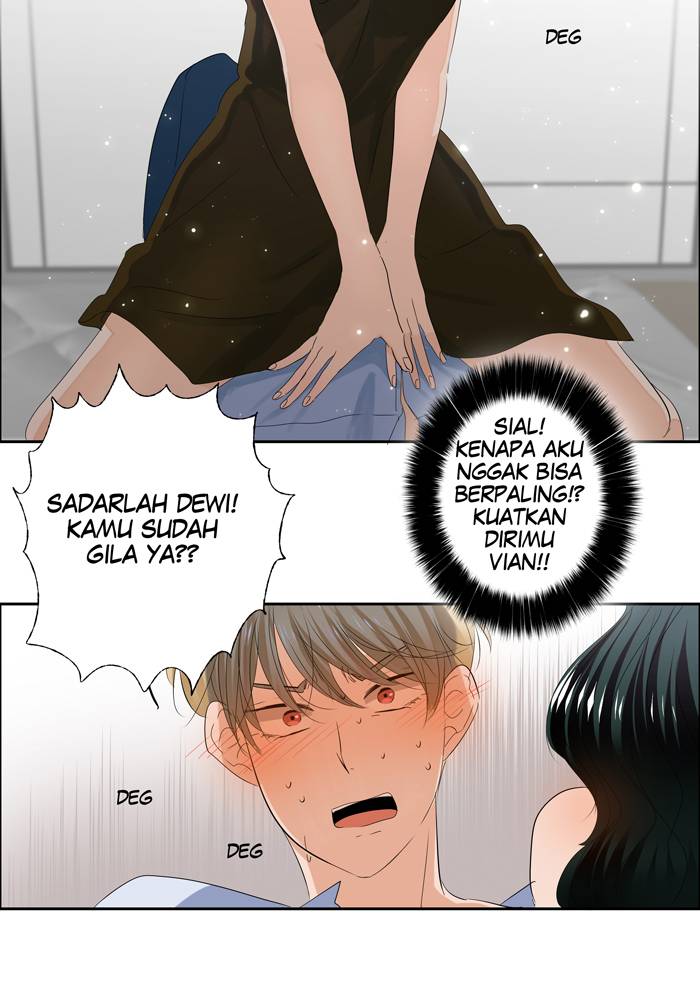 DEG
SIAL!
KENAPA AKU
NGGAK BISA
BERPALING!?
KUATKAN
DIRIMU
VIAN!!
SADARLAH DEWI!
KAMU SUDAH
GILA YA??
DEG
DEG